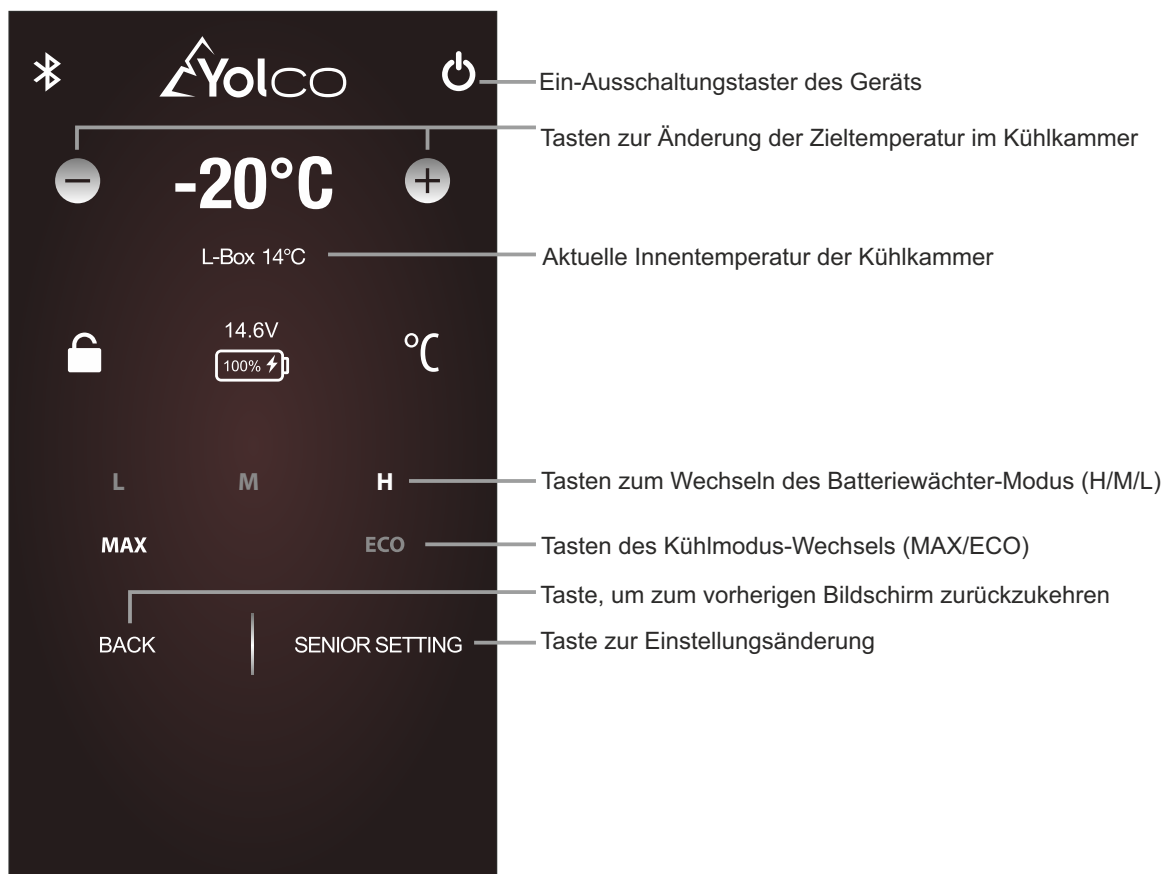 Yolco
Ein-Ausschaltungstaster des Geräts
Tasten zur Änderung der Zieltemperatur im Kühlkammer
-20°C
L-Box 14°C
Aktuelle Innentemperatur der Kühlkammer
14.6V
100%
°C
L M H
Tasten zum Wechseln des Batteriewächter-Modus (H/M/L)
MAX ECO
Tasten des Kühlmodus-Wechsels (MAX/ECO)
Taste, um zum vorherigen Bildschirm zurückzukehren
BACK SENIOR SETTING
Taste zur Einstellungsänderung